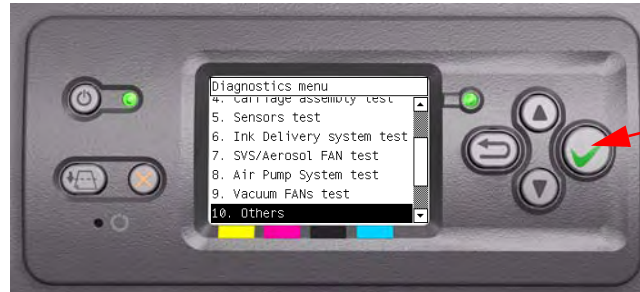 Diagnostics menu
4. Carriage assembly test
5. Sensors test
6. Ink Delivery system test
7. SVS/Aerosol FAN test
8. Air Pump System test
9. Vacuum FANs test
10. Others